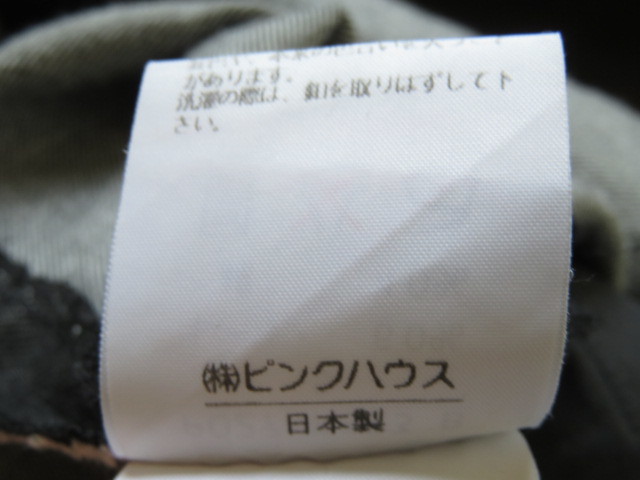 があります。
洗濯の際は、釦を取りはずして下
さい。
㈱ピンクハウス
日本製